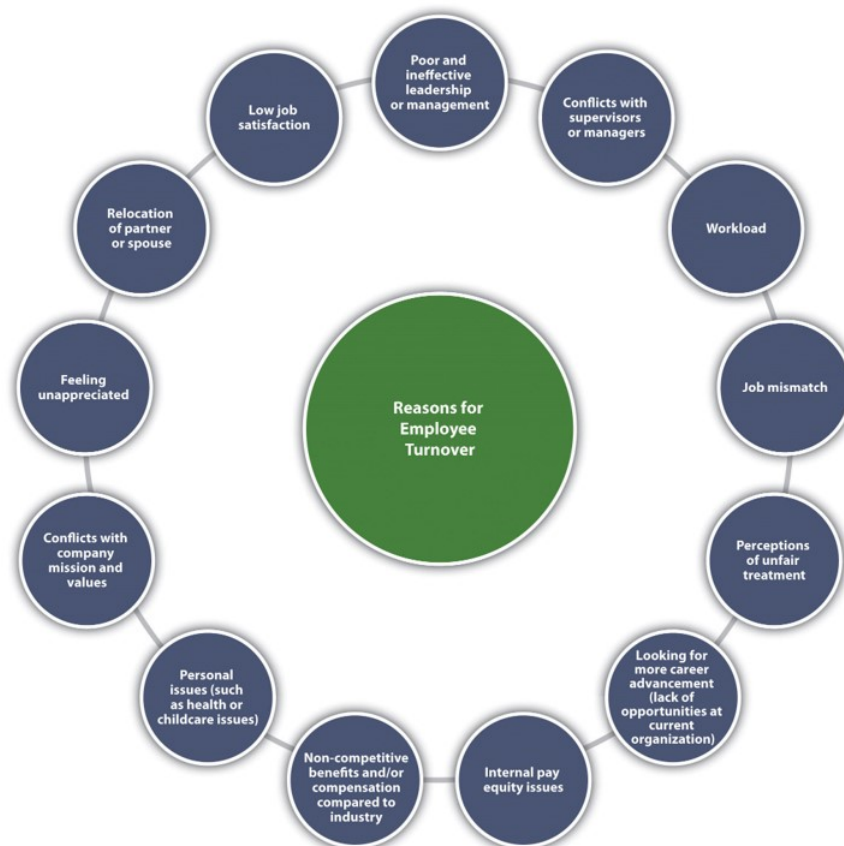 Poor and
ineffective
leadership
or management
Conflicts with
supervisors
or managers
Workload
Job mismatch
Perceptions
of unfair
treatment
Looking for
more career
advancement
(lack of
opportunities at
current
organization)
Internal pay
equity issues
Non-competitive
benefits and/or
compensation
compared to
industry
Personal
issues (such
as health or
childcare issues)
Conflicts with
company
mission and
values
Feeling
unappreciated
Relocation
of partner
or spouse
Low job
satisfaction
Reasons for
Employee
Turnover